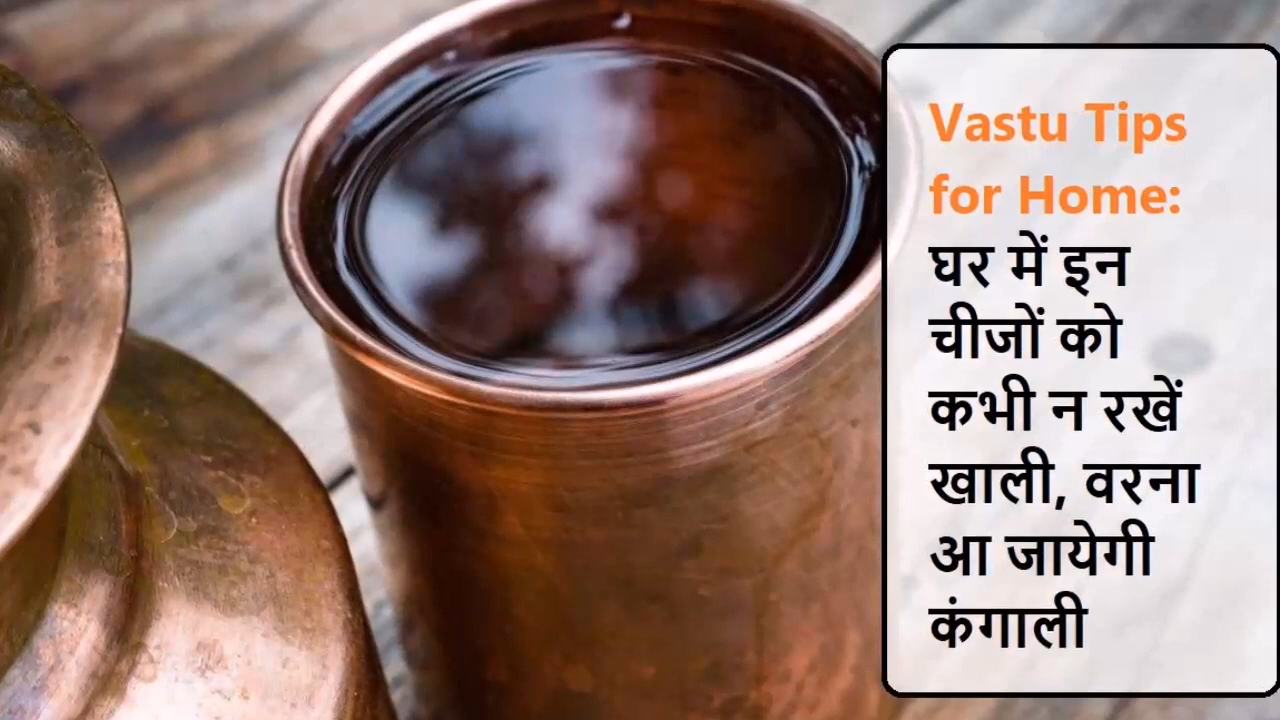 Vastu Tips
for Home:
घर में इन
चीजों को
कभी न रखें
खाली, वरना
आ जायेगी
कंगाली